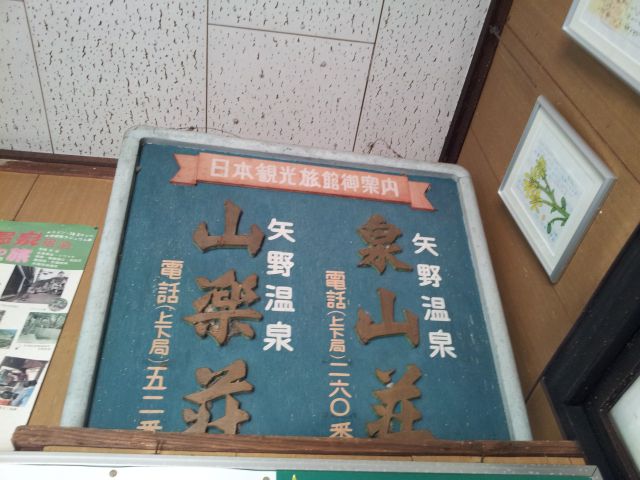 日本観光旅館御案内
矢野温泉
泉山荘
電話(上下局)二六〇番
矢野温泉
山楽荘
電話(上下局)五二番